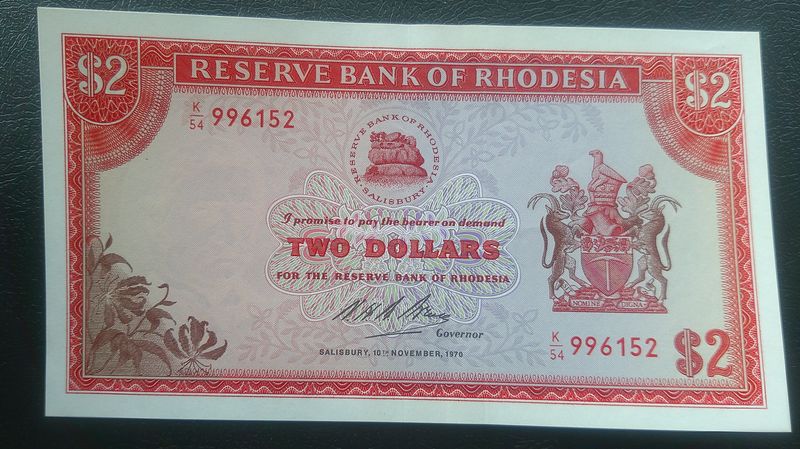 $2 RESERVE BANK OF RHODESIA $2
K/54 996152
RESERVE BANK OF RHODESIA
SALISBURY
I promise to pay the bearer on demand
TWO DOLLARS
FOR THE RESERVE BANK OF RHODESIA
Governor
SALISBURY, 10TH NOVEMBER, 1970
NOMINE DIGNA
K/54 996152 $2